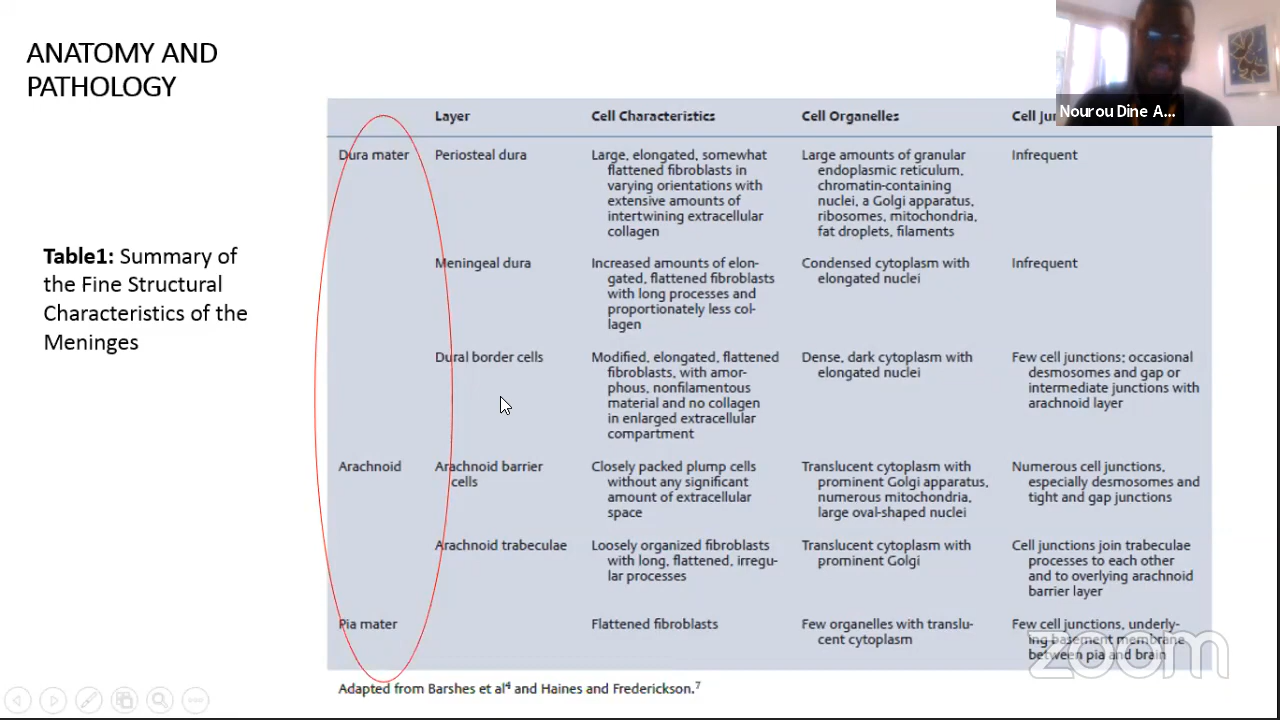 ANATOMY AND
PATHOLOGY
Nourou Dine A...
Table1: Summary of
the Fine Structural
Characteristics of the
Meninges
Layer
Cell Characteristics
Cell Organelles
Cell
Dura mater
Periosteal dura
Large, elongated, somewhat
flattened fibroblasts in
varying orientations with
extensive amounts of
intertwining extracellular
collagen
Large amounts of granular
endoplasmic reticulum,
chromatin-containing
nuclei, a Golgi apparatus,
ribosomes, mitochondria,
fat droplets, filaments
Infrequent
Meningeal dura
Increased amounts of elon-
gated, flattened fibroblasts
with long processes and
proportionately less col-
lagen
Condensed cytoplasm with
elongated nuclei
Infrequent
Dural border cells
Modified, elongated, flattened
fibroblasts, with amor-
phous, nonfilamentous
material and no collagen
in enlarged extracellular
compartment
Dense, dark cytoplasm with
elongated nuclei
Few cell junctions; occasional
desmosomes and gap or
intermediate junctions with
arachnoid layer
Arachnoid
Arachnoid barrier
cells
Closely packed plump cells
without any significant
amount of extracellular
space
Translucent cytoplasm with
prominent Golgi apparatus,
numerous mitochondria,
large oval-shaped nuclei
Numerous cell junctions,
especially desmosomes and
tight and gap junctions
Arachnoid trabeculae
Loosely organized fibroblasts
with long, flattened, irregu-
lar processes
Translucent cytoplasm with
prominent Golgi
Cell junctions join trabeculae
processes to each other
and to overlying arachnoid
barrier layer
Pia mater
Flattened fibroblasts
Few organelles with translu-
cent cytoplasm
Few cell junctions, underly-
ing basement membrane
between pia and brain
zoom
Adapted from Barshes et al⁴ and Haines and Frederickson.⁷